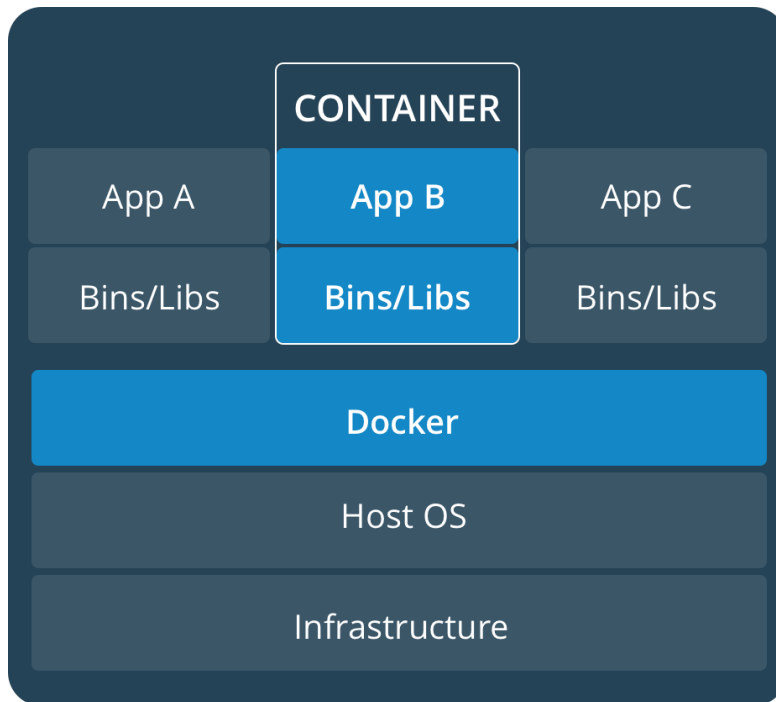 CONTAINER
App A App B App C
Bins/Libs Bins/Libs Bins/Libs
Docker
Host OS
Infrastructure